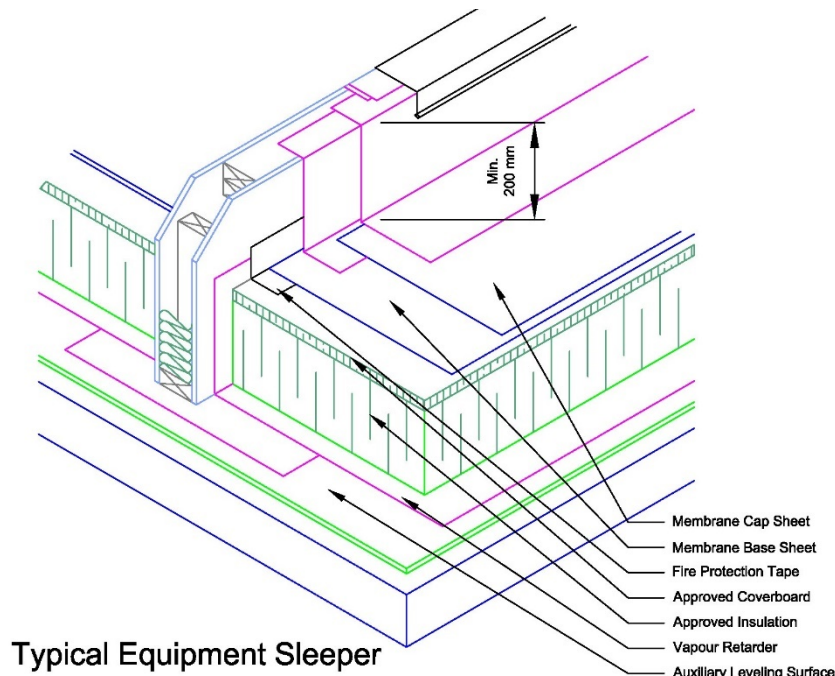 Min.
200 mm
Membrane Cap Sheet
Membrane Base Sheet
Fire Protection Tape
Approved Coverboard
Approved Insulation
Vapour Retarder
Auxiliary Leveling Surface
Typical Equipment Sleeper